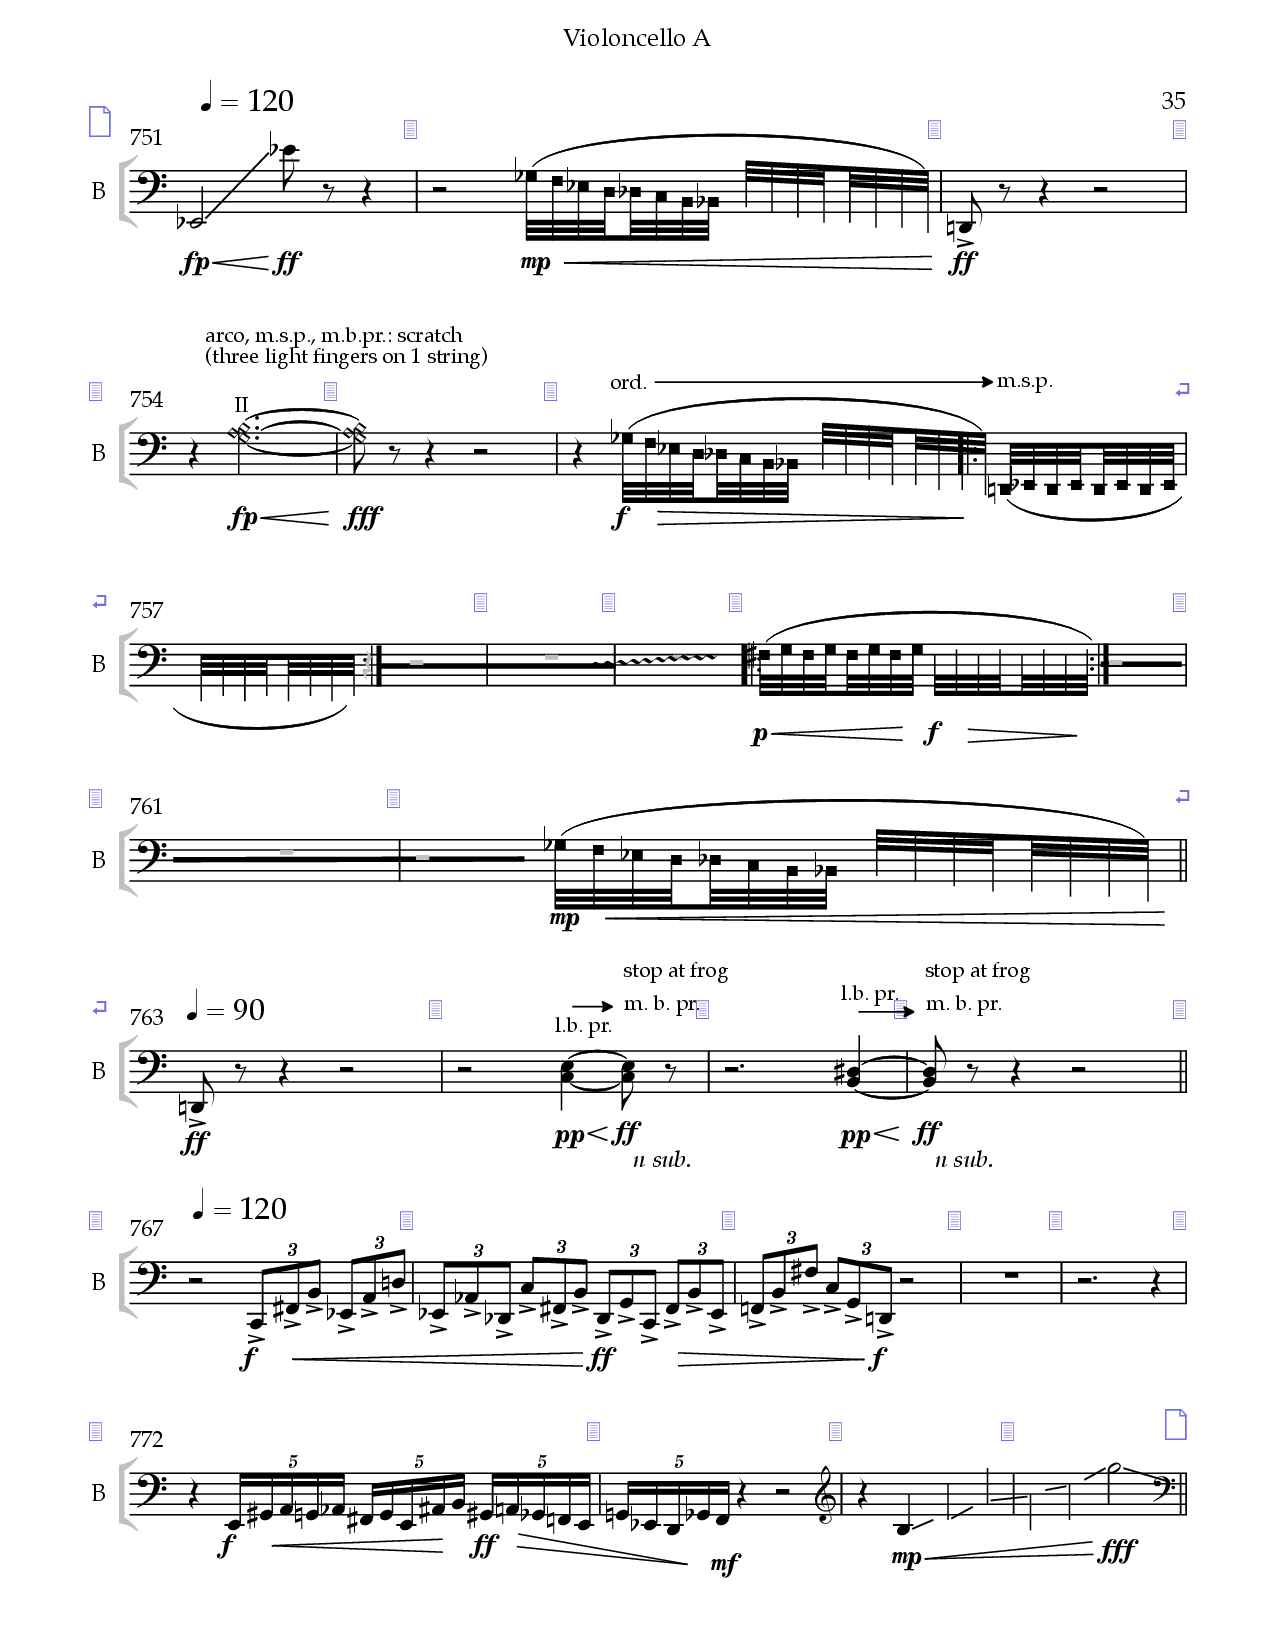 Violoncello A
= 120
35
751
B
fp ff mp ff
arco, m.s.p., m.b.pr.: scratch
(three light fingers on 1 string)
ord. m.s.p.
754 II
B
fp fff f
757
B
p f
761
B
mp
stop at frog stop at frog
l.b. pr.
m. b. pr. m. b. pr.
763 = 90
l.b. pr.
B
ff pp ff pp ff
n sub. n sub.
= 120
767
3 3 3 3 3 3 3 3
B
f ff f
772
5 5 5 5
B
f ff mf mp fff